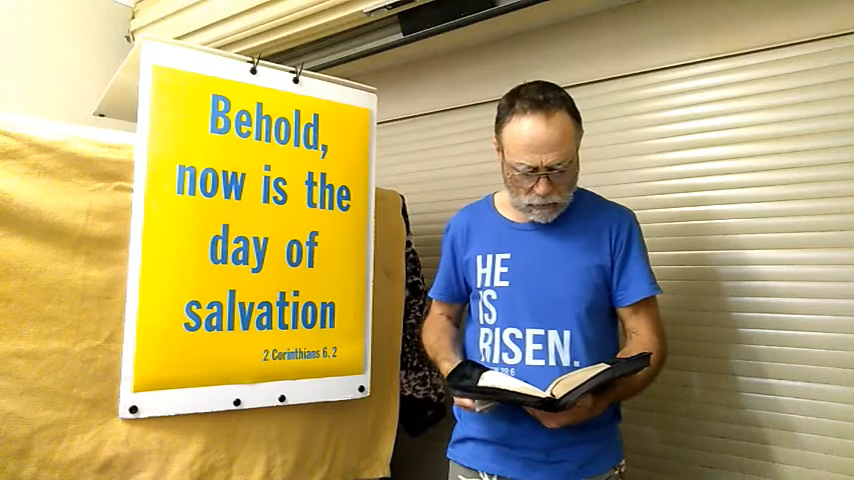 Behold,
now is the
day of
salvation
2 Corinthians 6. 2
HE
IS
RISEN.